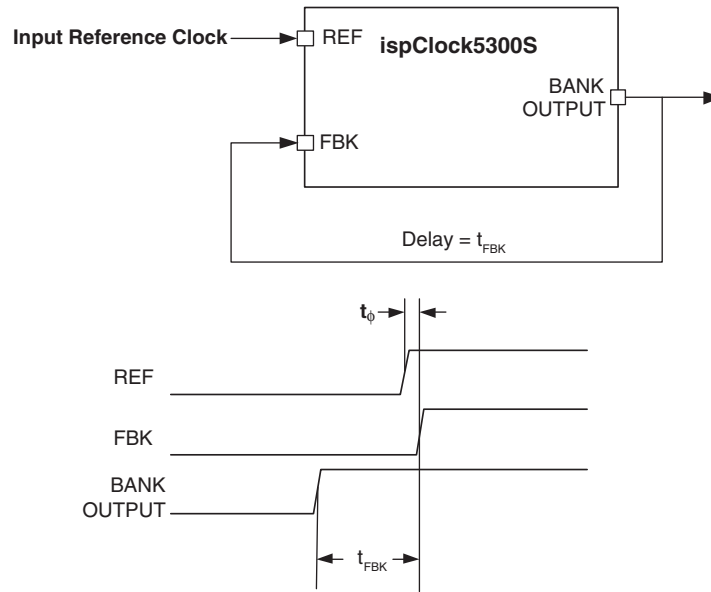 Input Reference Clock
REF
ispClock5300S
BANK
OUTPUT
FBK
Delay = tFBK
tϕ
REF
FBK
BANK
OUTPUT
tFBK